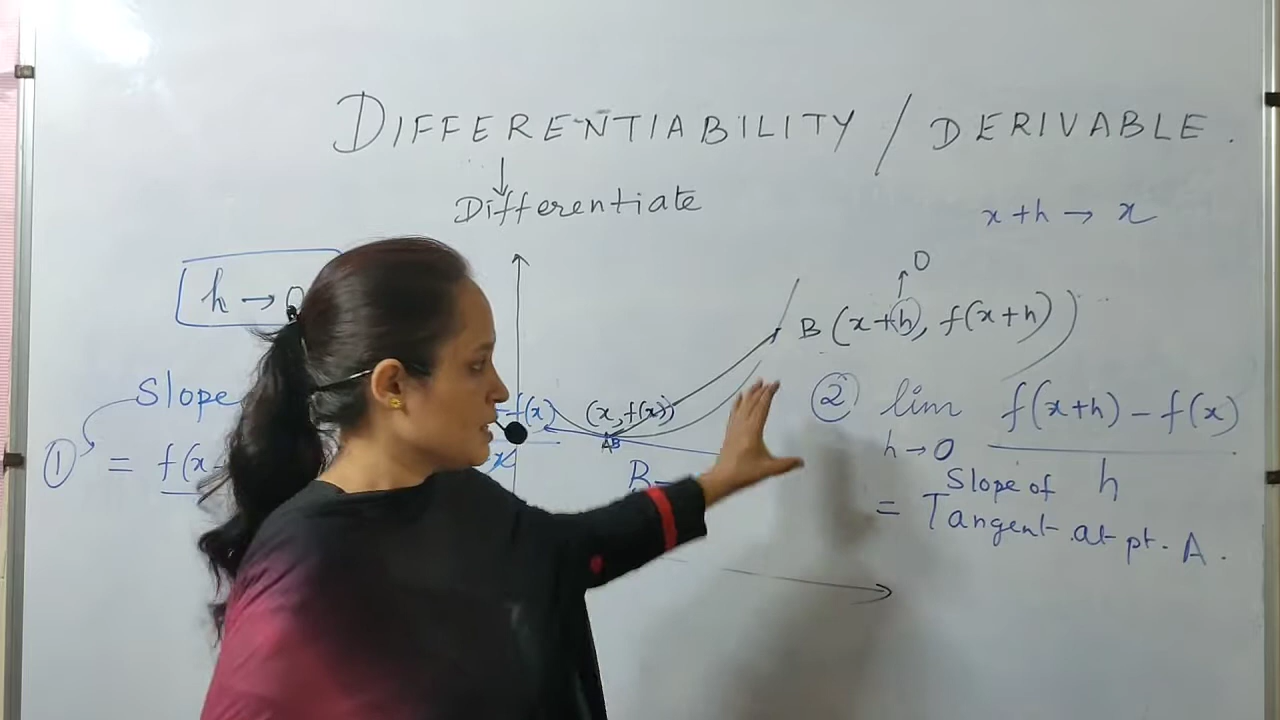 DIFFERENTIABILITY / DERIVABLE.
↓
Differentiate
x+h → x
h → 0
0
B (x+h, f(x+h))
Slope
f(x)
(x, f(x))
② lim f(x+h) - f(x)
h→0 h
① = f(x
x
A B
B
= Slope of
Tangent at pt. A.